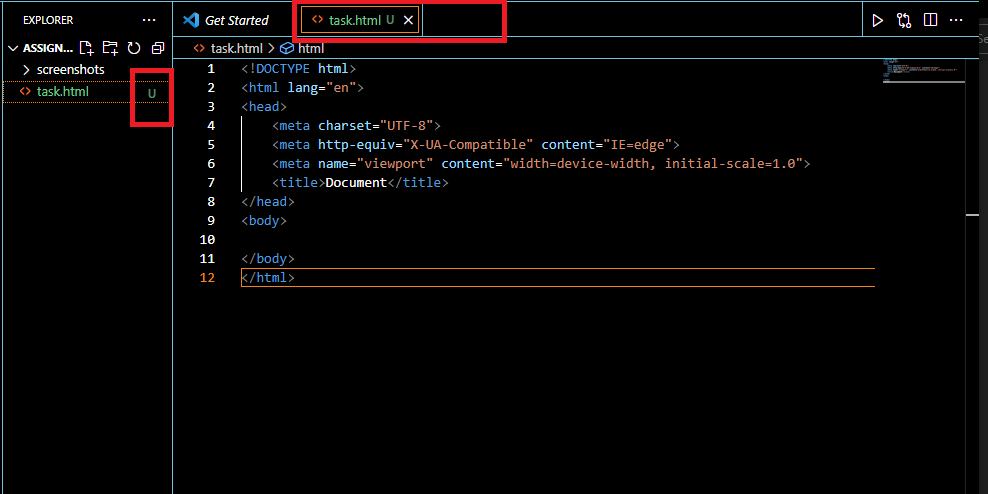 EXPLORER
Get Started
task.html U
ASSIGN...
task.html > html
screenshots
task.html U
1 <!DOCTYPE html>
2 <html lang="en">
3 <head>
4     <meta charset="UTF-8">
5     <meta http-equiv="X-UA-Compatible" content="IE=edge">
6     <meta name="viewport" content="width=device-width, initial-scale=1.0">
7     <title>Document</title>
8 </head>
9 <body>
10
11 </body>
12 </html>